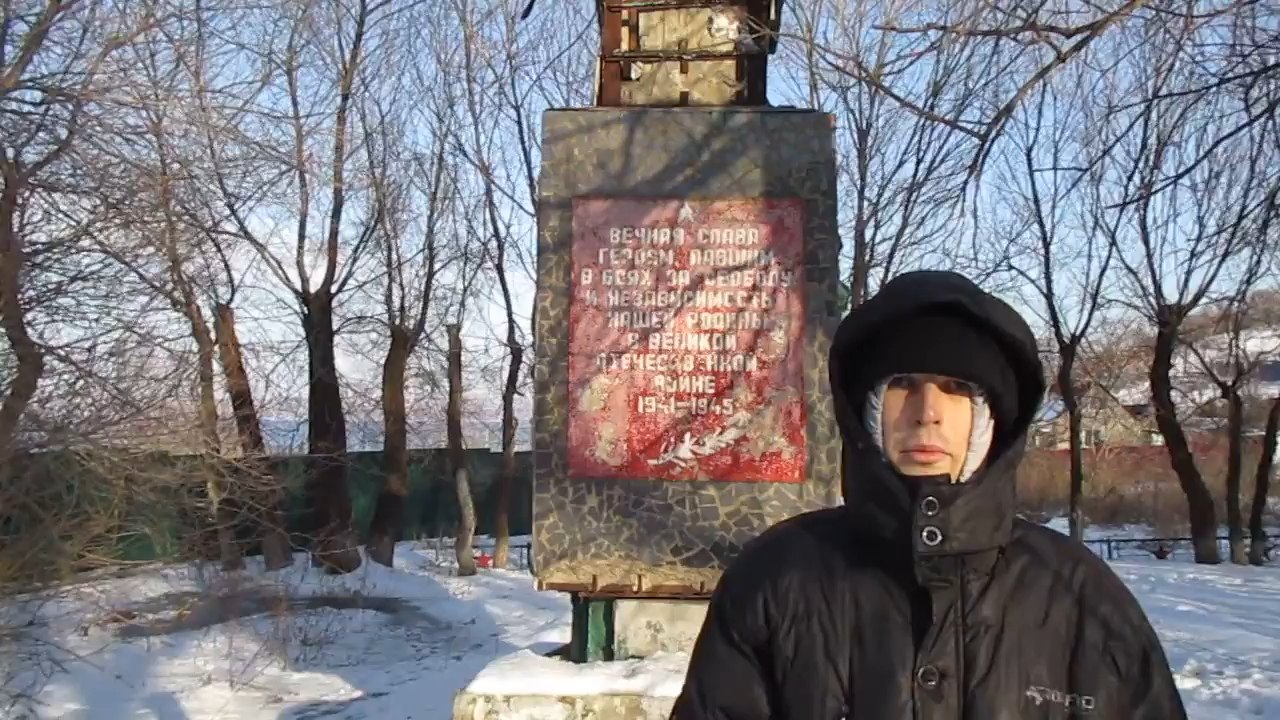 ВЕЧНАЯ СЛАВА
ГЕРОЯМ, ПАВШИМ
В БОЯХ ЗА СВОБОДУ
И НЕЗАВИСИМОСТЬ
НАШЕЙ РОДИНЫ
В ВЕЛИКОЙ
ОТЕЧЕСТВЕННОЙ
ВОЙНЕ
1941–1945